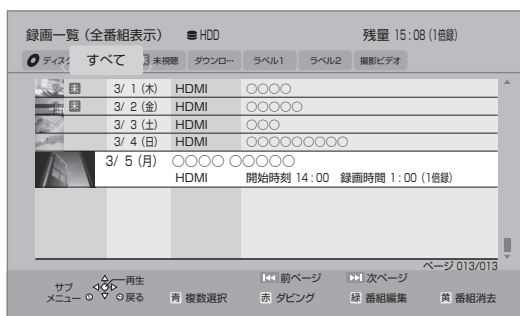 録画一覧 (全番組表示) HDD 残量 15:08 (1倍録)
ディスク すべて 未視聴 ダウンロ… ラベル1 ラベル2 撮影ビデオ
未 3/ 1 (木) HDMI ○○○○
未 3/ 2 (金) HDMI ○○○○○
3/ 3 (土) HDMI ○○○
3/ 4 (日) HDMI ○○○○○○○○○
3/ 5 (月) ○○○○ ○○○○○
HDMI 開始時刻 14:00 録画時間 1:00 (1倍録)
ページ 013/013
サブメニュー 再生 戻る 前ページ 次ページ
青 複数選択 赤 ダビング 緑 番組編集 黄 番組消去